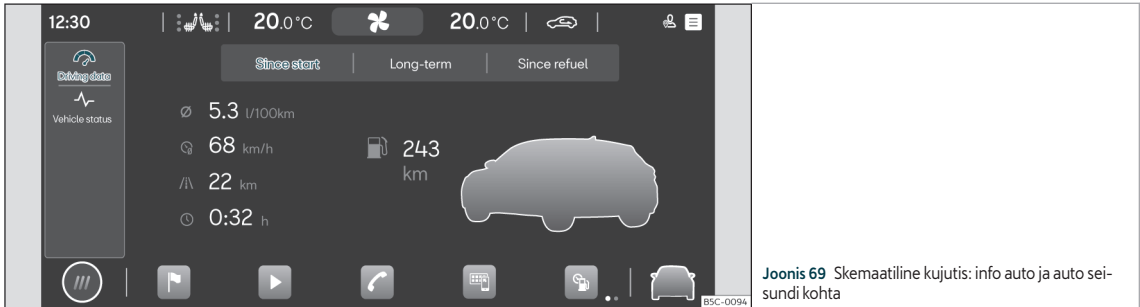 12:30 20.0°C 20.0°C
Driving data
Vehicle status
Since start Long-term Since refuel
Ø 5.3 l/100km
68 km/h
22 km
0:32 h
243
km
B5C-0094
Joonis 69 Skemaatiline kujutis: info auto ja auto sei-
sundi kohta